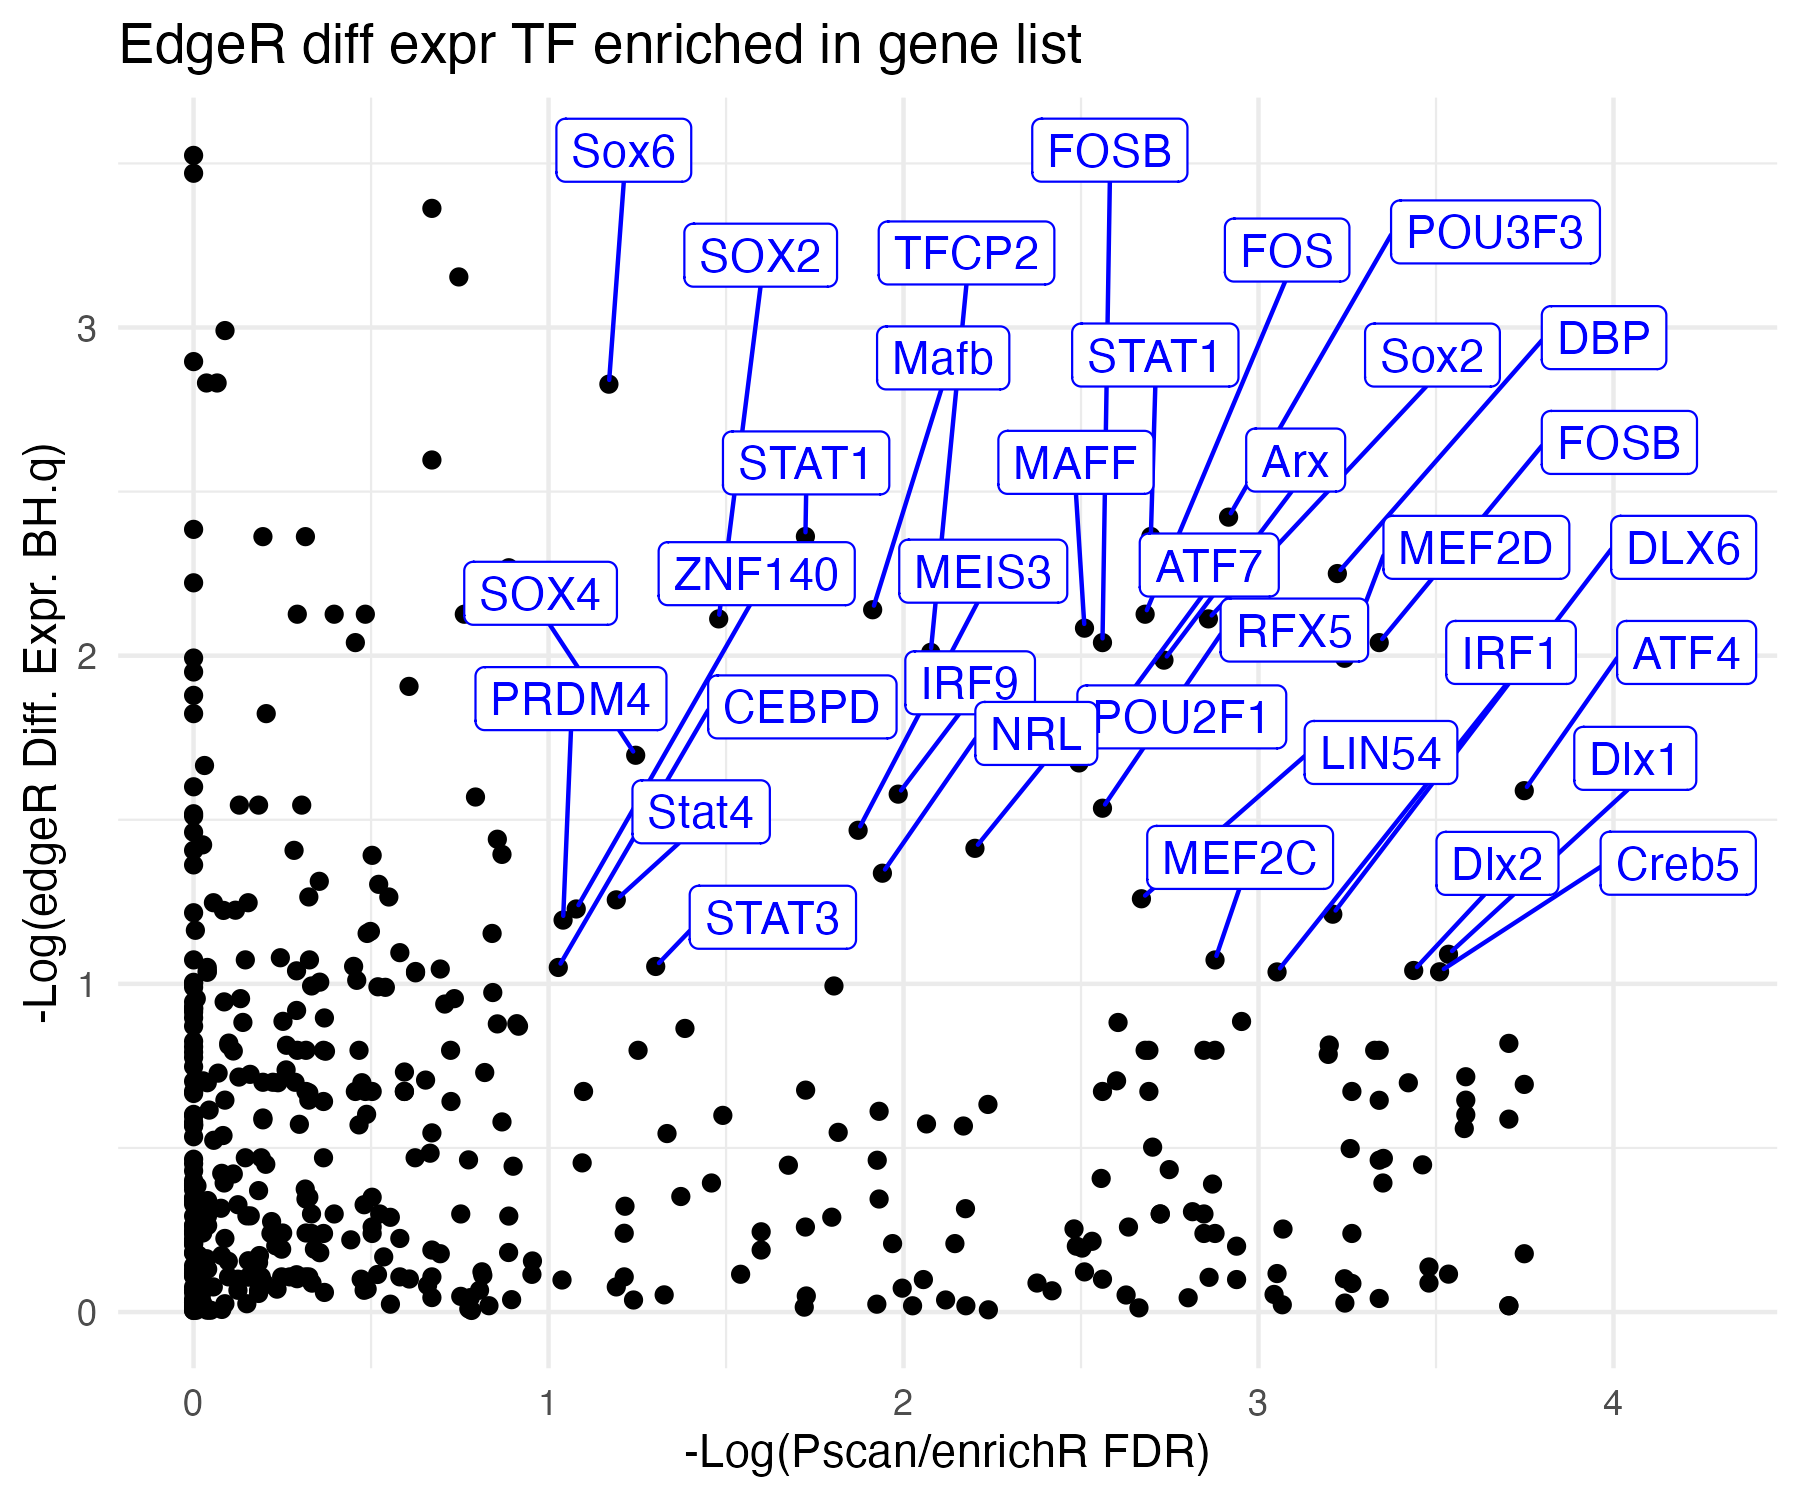 EdgeR diff expr TF enriched in gene list
-Log(edgeR Diff. Expr. BH.q)
3
2
1
0
Sox6
FOSB
SOX2
TFCP2
FOS
POU3F3
Mafb
STAT1
Sox2
DBP
STAT1
MAFF
Arx
FOSB
SOX4
ZNF140
MEIS3
ATF7
MEF2D
DLX6
PRDM4
CEBPD
IRF9
RFX5
IRF1
ATF4
NRL
POU2F1
LIN54
Dlx1
Stat4
MEF2C
Dlx2
Creb5
STAT3
0
1
2
3
4
-Log(Pscan/enrichR FDR)